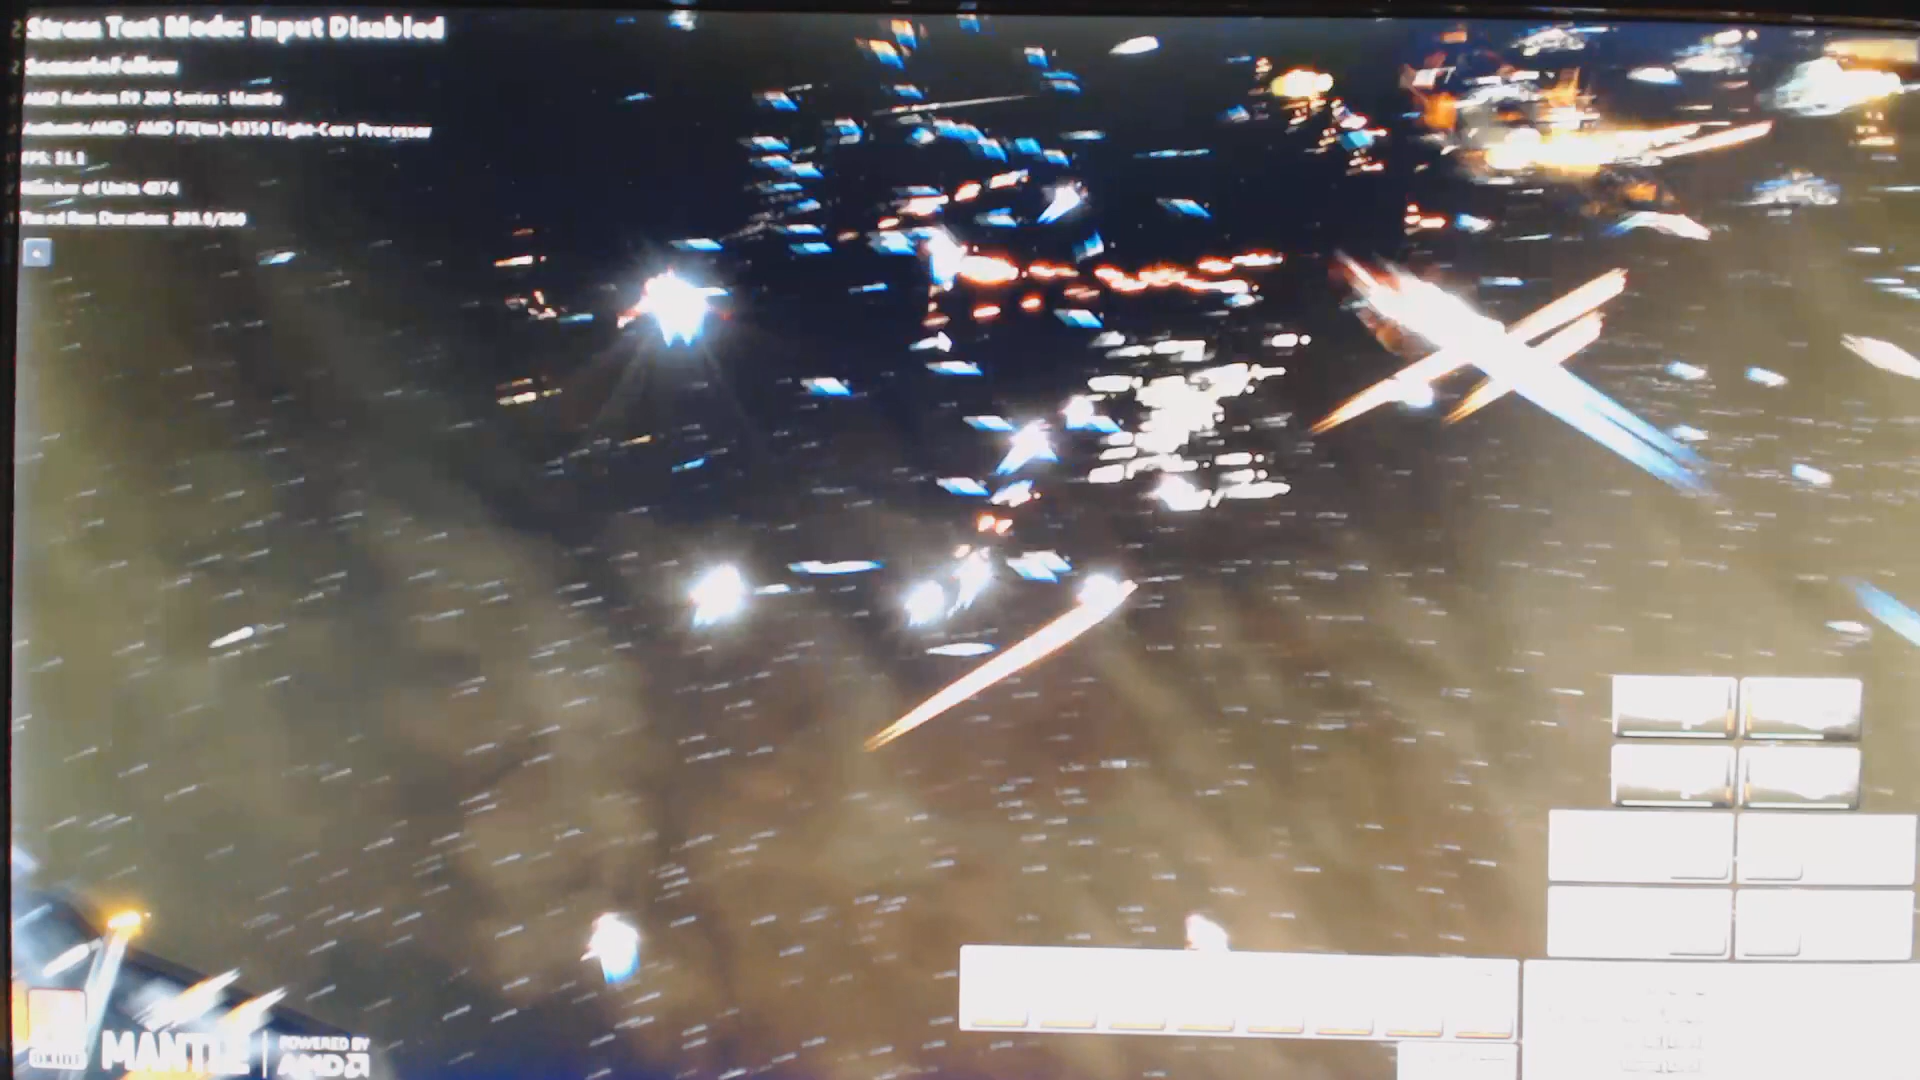 Stress Test Mode: Input Disabled
Scenario Follow
AMD Radeon R9 200 Series : Mantle
AuthenticAMD : AMD FX(tm)-8350 Eight-Core Processor
FPS:
Number of Units
Timed Run Duration:
MANTLE
POWERED BY
AMD